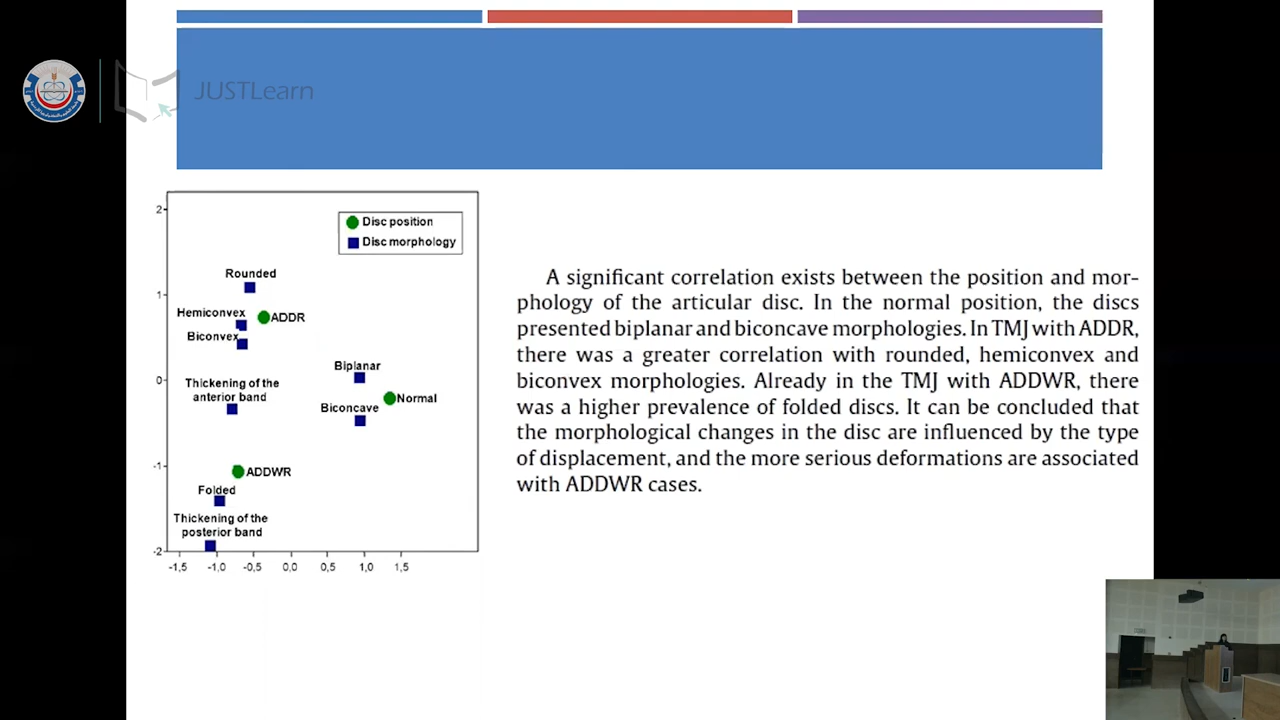 JUSTLearn
2
Disc position
Disc morphology
Rounded
1
Hemiconvex
ADDR
Biconvex
Biplanar
0
Thickening of the
anterior band
Normal
Biconcave
-1
ADDWR
Folded
Thickening of the
posterior band
-2
-1,5 -1,0 -0,5 0,0 0,5 1,0 1,5
A significant correlation exists between the position and mor-
phology of the articular disc. In the normal position, the discs
presented biplanar and biconcave morphologies. In TMJ with ADDR,
there was a greater correlation with rounded, hemiconvex and
biconvex morphologies. Already in the TMJ with ADDWR, there
was a higher prevalence of folded discs. It can be concluded that
the morphological changes in the disc are influenced by the type
of displacement, and the more serious deformations are associated
with ADDWR cases.